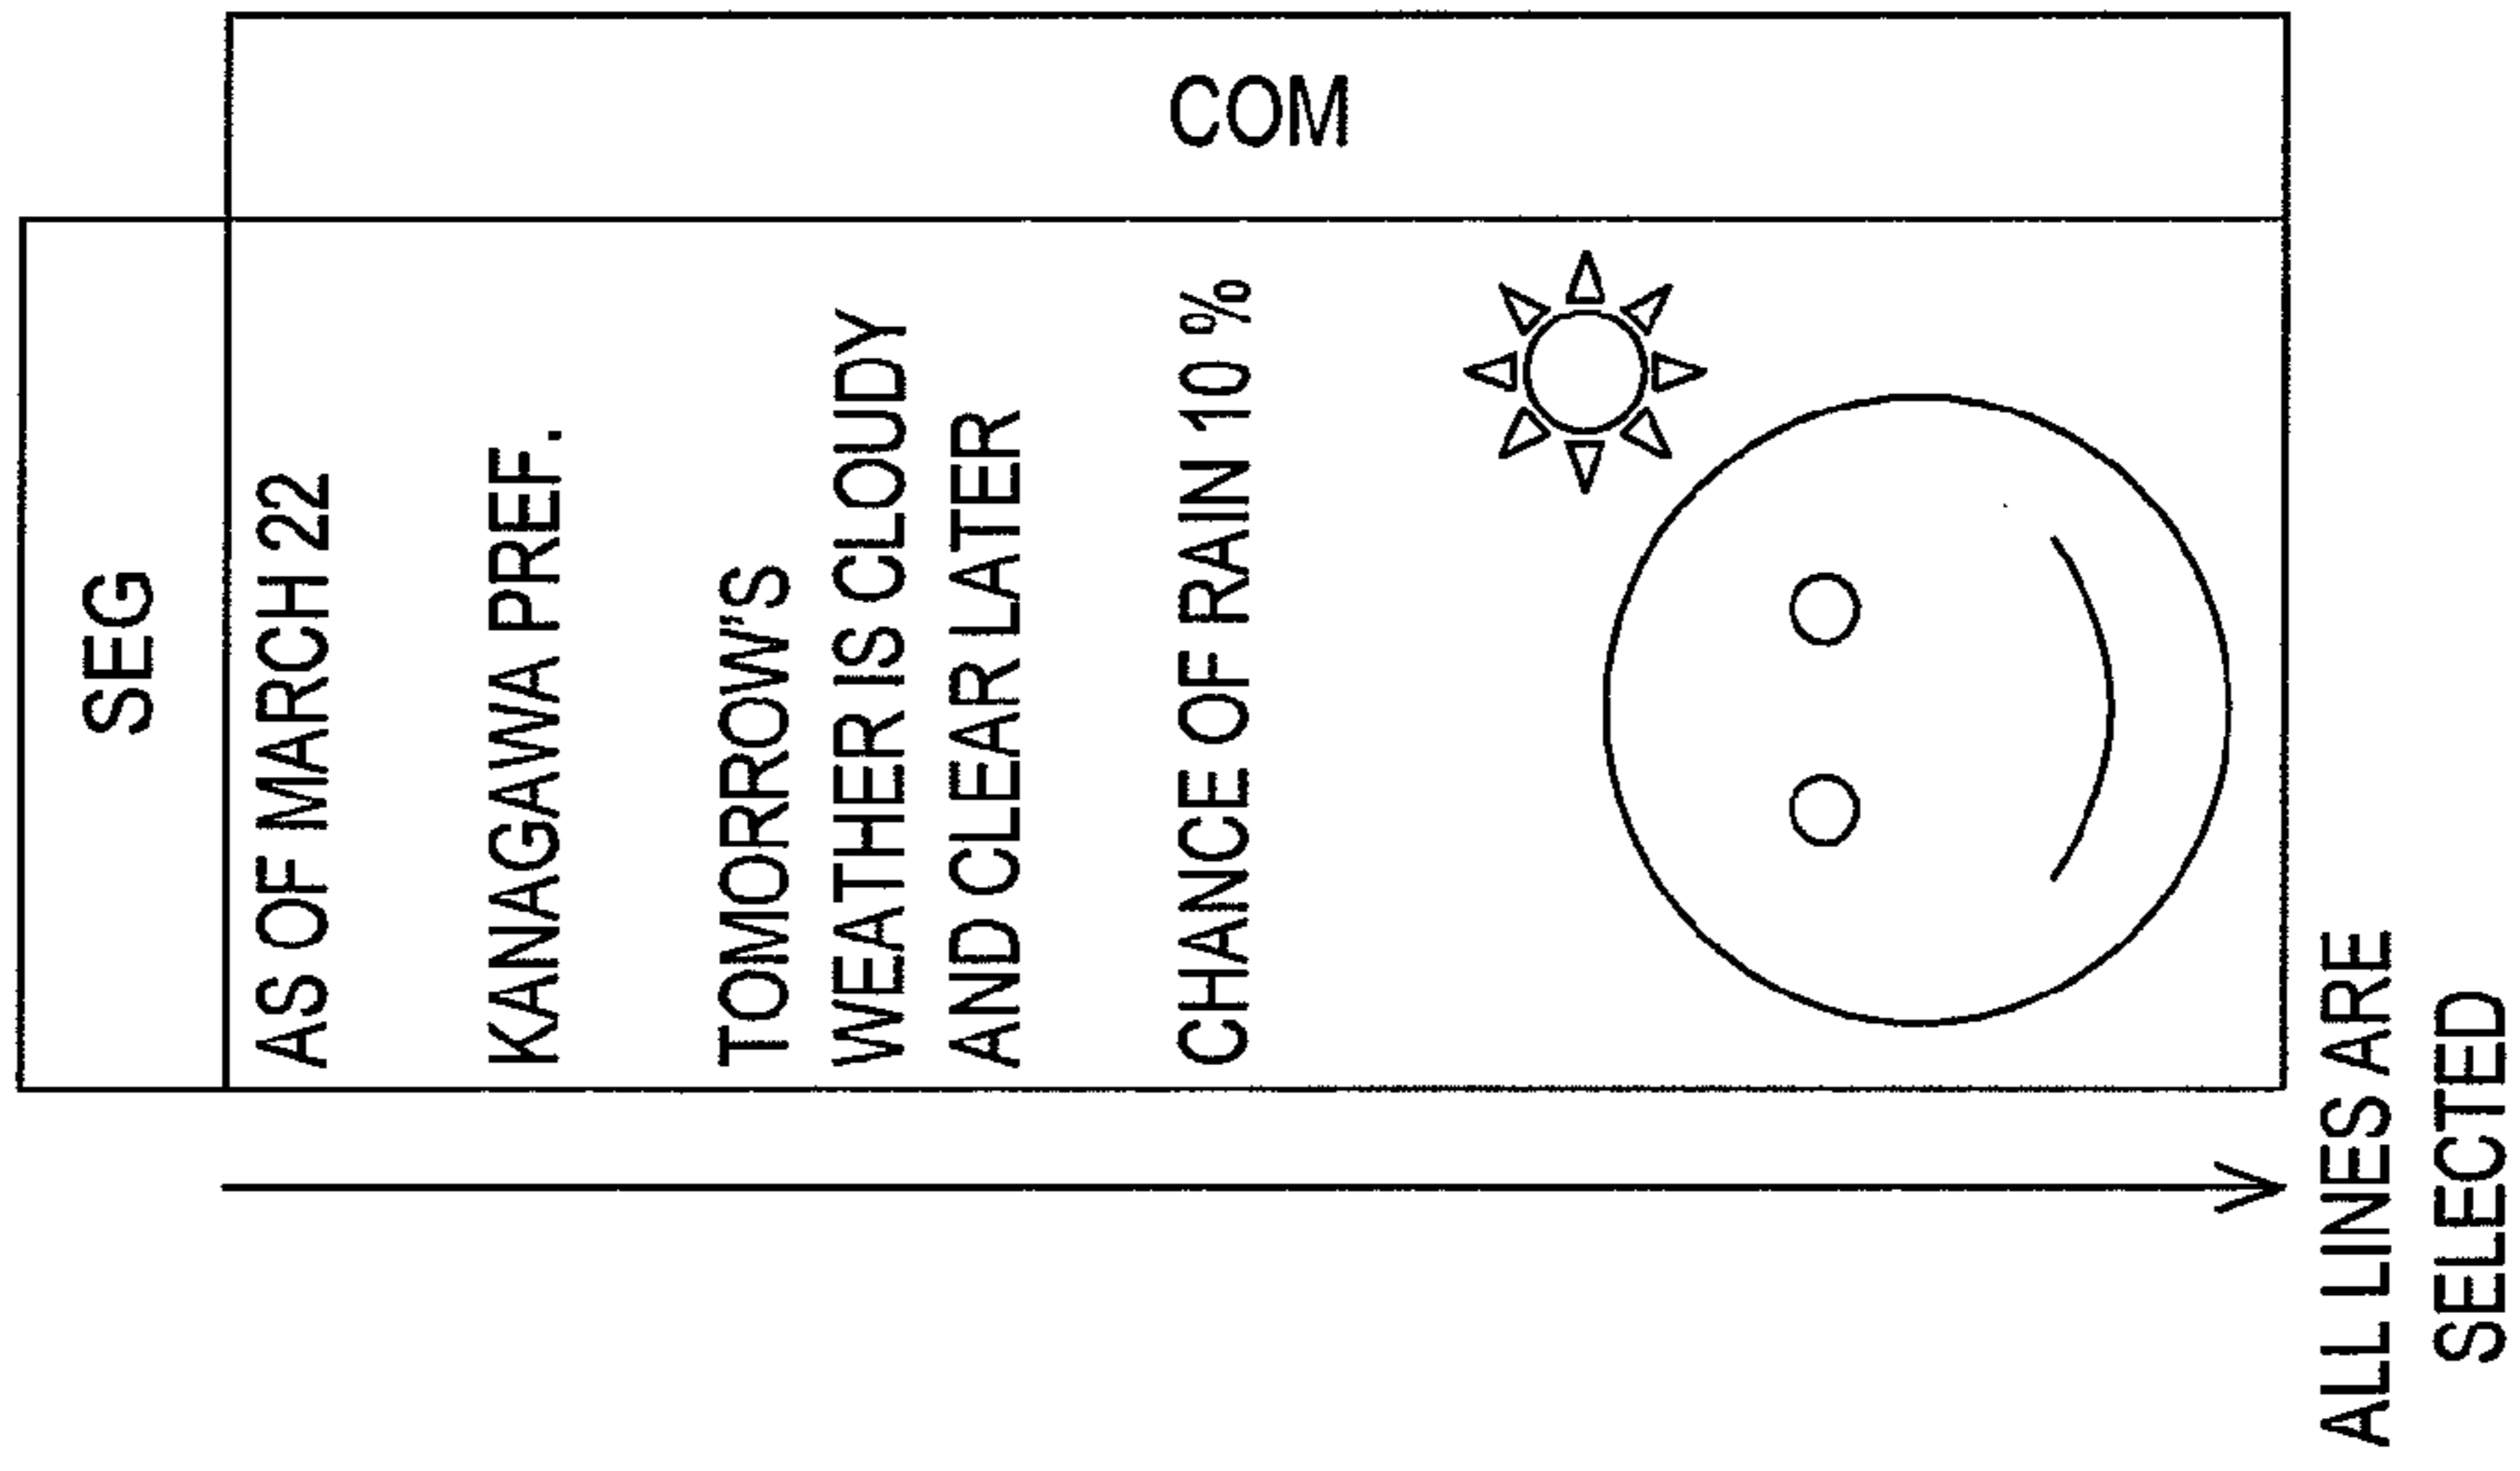 SEG
COM
AS OF MARCH 22
KANAGAWA PREF.
TOMORROW'S
WEATHER IS CLOUDY
AND CLEAR LATER
CHANCE OF RAIN 10 %
ALL LINES ARE
SELECTED